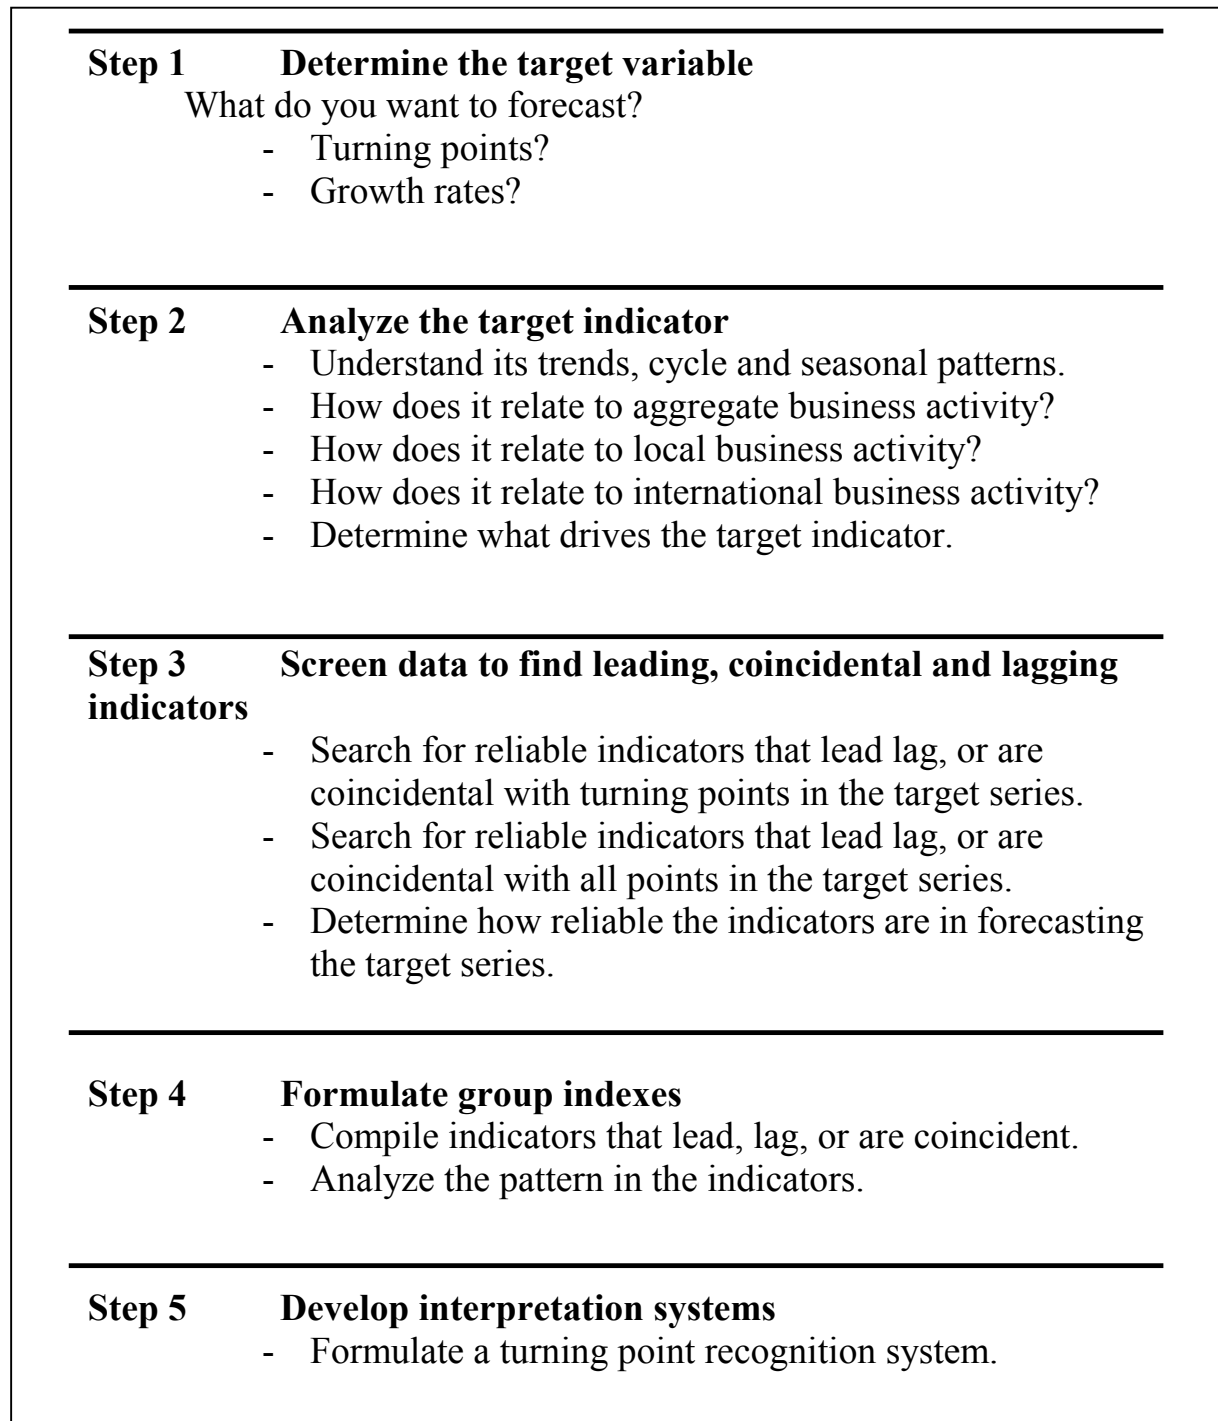 Step 1 Determine the target variable
What do you want to forecast?
- Turning points?
- Growth rates?
Step 2 Analyze the target indicator
- Understand its trends, cycle and seasonal patterns.
- How does it relate to aggregate business activity?
- How does it relate to local business activity?
- How does it relate to international business activity?
- Determine what drives the target indicator.
Step 3 Screen data to find leading, coincidental and lagging
indicators
- Search for reliable indicators that lead lag, or are
coincidental with turning points in the target series.
- Search for reliable indicators that lead lag, or are
coincidental with all points in the target series.
- Determine how reliable the indicators are in forecasting
the target series.
Step 4 Formulate group indexes
- Compile indicators that lead, lag, or are coincident.
- Analyze the pattern in the indicators.
Step 5 Develop interpretation systems
- Formulate a turning point recognition system.